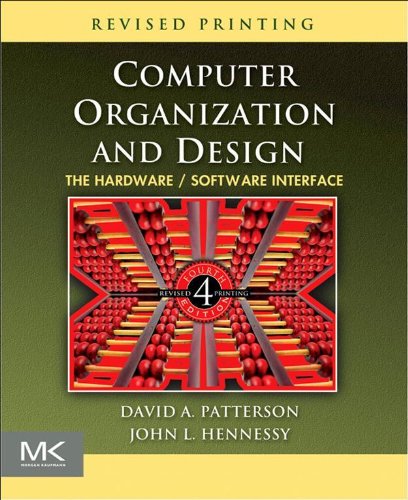 REVISED PRINTING
COMPUTER
ORGANIZATION
AND DESIGN
THE HARDWARE / SOFTWARE INTERFACE
FOURTH
REVISED 4 PRINTING
EDITION
DAVID A. PATTERSON
JOHN L. HENNESSY
MK
MORGAN KAUFMANN